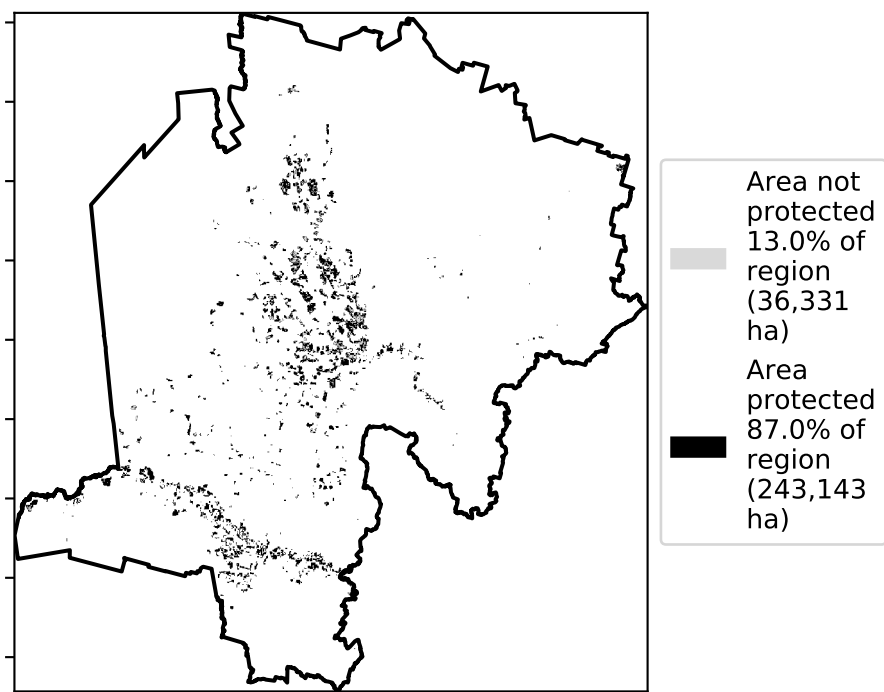 Area not
protected
13.0% of
region
(36,331
ha)
Area
protected
87.0% of
region
(243,143
ha)